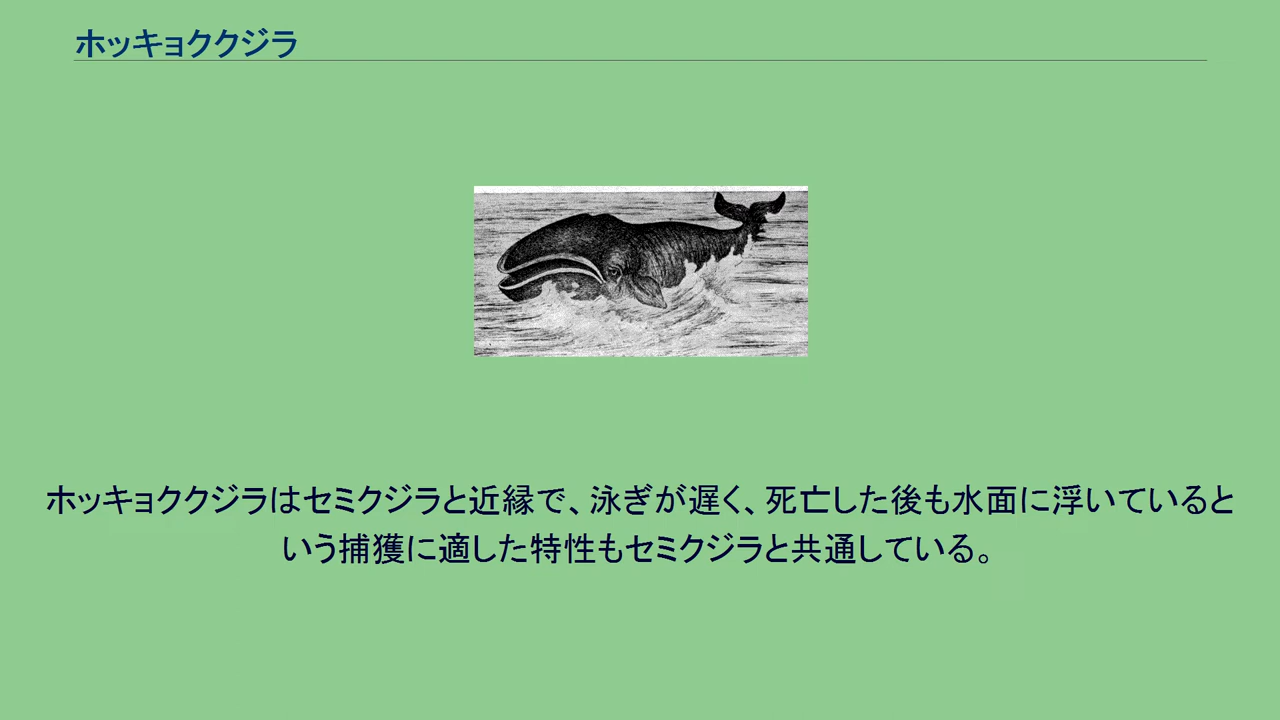 ホッキョククジラ
ホッキョククジラはセミクジラと近縁で、泳ぎが遅く、死亡した後も水面に浮いていると
いう捕獲に適した特性もセミクジラと共通している。